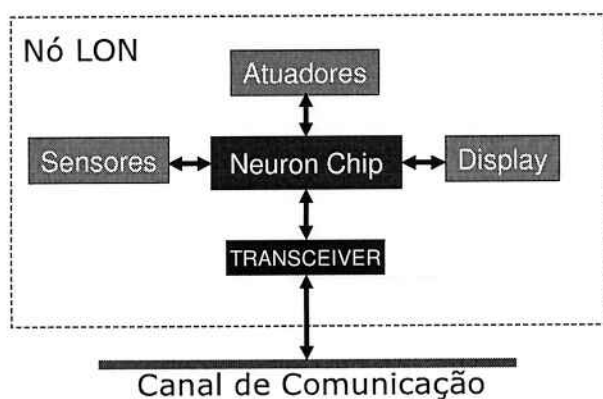 Nó LON
Atuadores
Sensores
Neuron Chip
Display
TRANSCEIVER
Canal de Comunicação